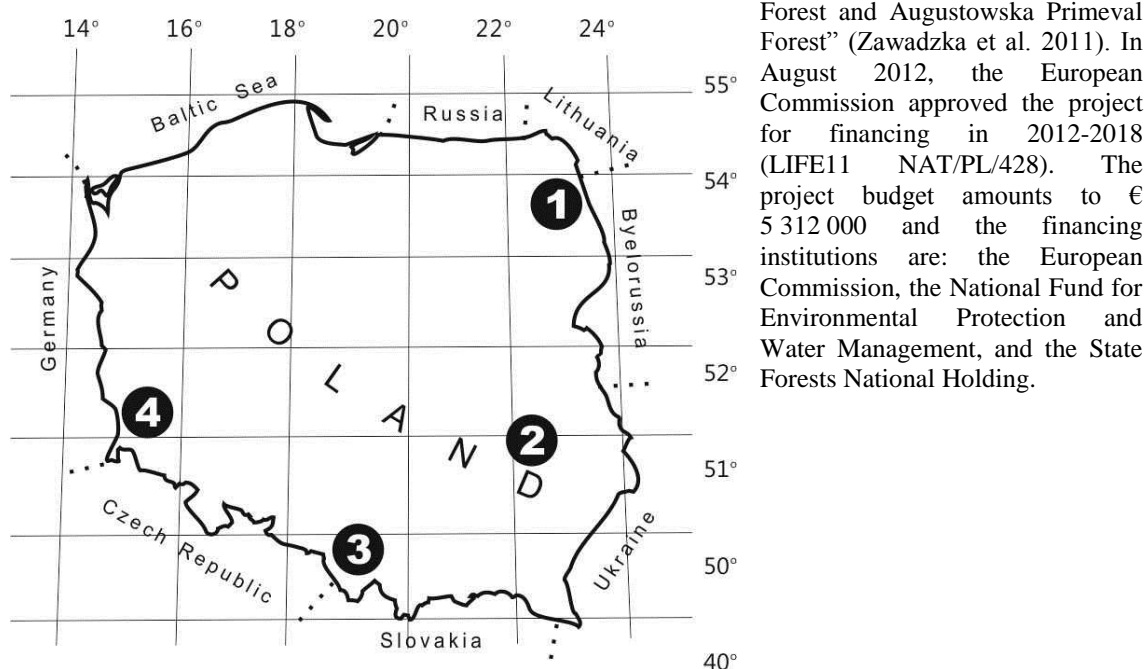 14° 16° 18° 20° 22° 24°
55°
Baltic Sea
Russia
Lithuania
54°
1
Byelorussia
53°
Germany
P O L A N D
52°
4
2
51°
Czech Republic
3
Ukraine
50°
Slovakia
40°
Forest and Augustowska Primeval
Forest” (Zawadzka et al. 2011). In
August 2012, the European
Commission approved the project
for financing in 2012-2018
(LIFE11 NAT/PL/428). The
project budget amounts to €
5 312 000 and the financing
institutions are: the European
Commission, the National Fund for
Environmental Protection and
Water Management, and the State
Forests National Holding.